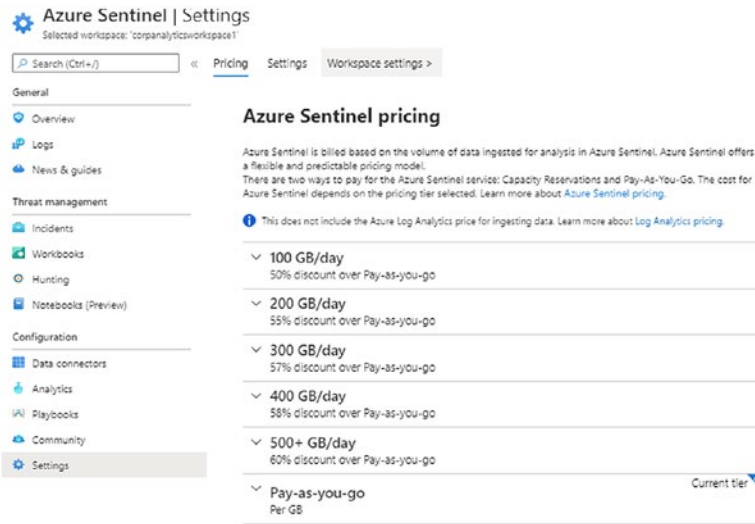 Azure Sentinel | Settings
Selected workspace: 'corpanalyticsworkspace1'
Search (Ctrl+/)
«
Pricing Settings Workspace settings >
General
Overview
Logs
News & guides
Threat management
Incidents
Workbooks
Hunting
Notebooks (Preview)
Configuration
Data connectors
Analytics
Playbooks
Community
Settings
Azure Sentinel pricing
Azure Sentinel is billed based on the volume of data ingested for analysis in Azure Sentinel. Azure Sentinel offers
a flexible and predictable pricing model.
There are two ways to pay for the Azure Sentinel service: Capacity Reservations and Pay-As-You-Go. The cost for
Azure Sentinel depends on the pricing tier selected. Learn more about Azure Sentinel pricing.
This does not include the Azure Log Analytics price for ingesting data. Learn more about Log Analytics pricing.
100 GB/day
50% discount over Pay-as-you-go
200 GB/day
55% discount over Pay-as-you-go
300 GB/day
57% discount over Pay-as-you-go
400 GB/day
58% discount over Pay-as-you-go
500+ GB/day
60% discount over Pay-as-you-go
Pay-as-you-go Current tier
Per GB